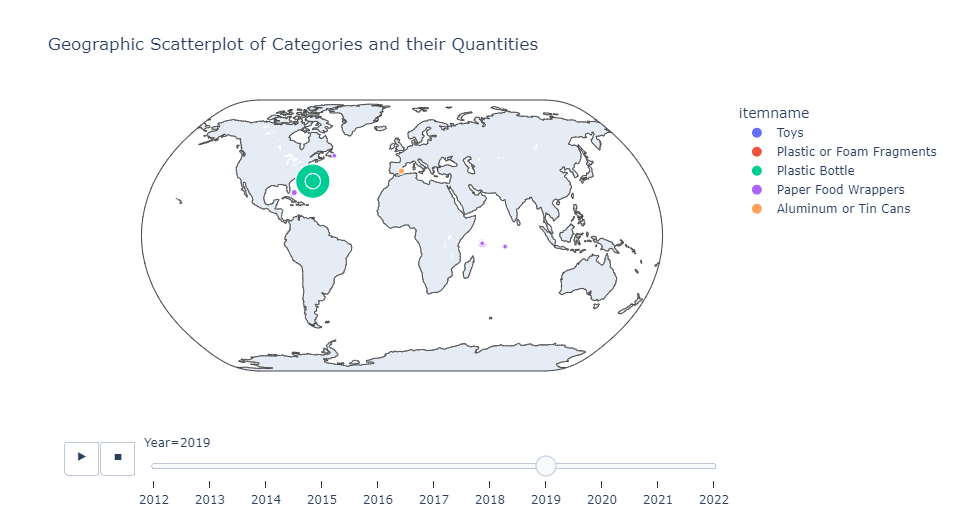 Geographic Scatterplot of Categories and their Quantities
itemname
Toys
Plastic or Foam Fragments
Plastic Bottle
Paper Food Wrappers
Aluminum or Tin Cans
Year=2019
2012 2013 2014 2015 2016 2017 2018 2019 2020 2021 2022